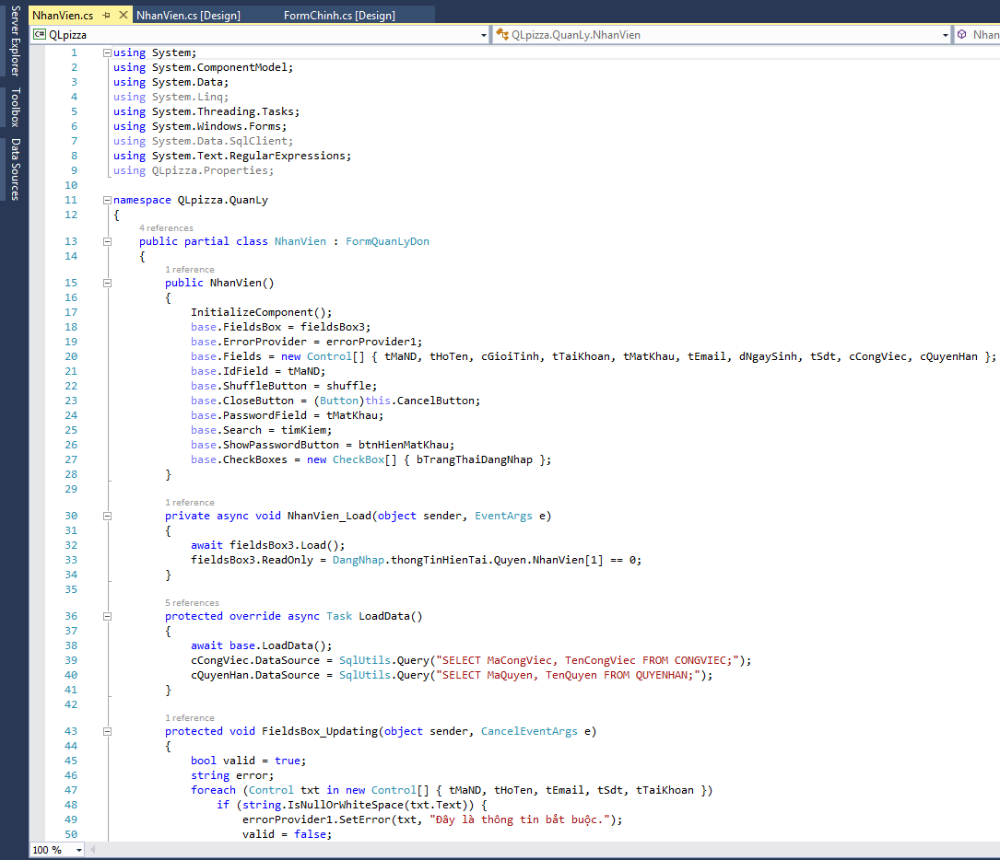 Server Explorer
Toolbox
Data Sources
NhanVien.cs NhanVien.cs [Design] FormChinh.cs [Design]
C# QLpizza QLpizza.QuanLy.NhanVien Nhan
1 using System;
2 using System.ComponentModel;
3 using System.Data;
4 using System.Linq;
5 using System.Threading.Tasks;
6 using System.Windows.Forms;
7 using System.Data.SqlClient;
8 using System.Text.RegularExpressions;
9 using QLpizza.Properties;
10
11 namespace QLpizza.QuanLy
12 {
4 references
13 public partial class NhanVien : FormQuanLyDon
14 {
1 reference
15 public NhanVien()
16 {
17 InitializeComponent();
18 base.FieldsBox = fieldsBox3;
19 base.ErrorProvider = errorProvider1;
20 base.Fields = new Control[] { tMaND, tHoTen, cGioiTinh, tTaiKhoan, tMatKhau, tEmail, dNgaySinh, tSdt, cCongViec, cQuyenHan };
21 base.IdField = tMaND;
22 base.ShuffleButton = shuffle;
23 base.CloseButton = (Button)this.CancelButton;
24 base.PasswordField = tMatKhau;
25 base.Search = timKiem;
26 base.ShowPasswordButton = btnHienMatKhau;
27 base.CheckBoxes = new CheckBox[] { bTrangThaiDangNhap };
28 }
29
1 reference
30 private async void NhanVien_Load(object sender, EventArgs e)
31 {
32 await fieldsBox3.Load();
33 fieldsBox3.ReadOnly = DangNhap.thongTinHienTai.Quyen.NhanVien[1] == 0;
34 }
35
5 references
36 protected override async Task LoadData()
37 {
38 await base.LoadData();
39 cCongViec.DataSource = SqlUtils.Query("SELECT MaCongViec, TenCongViec FROM CONGVIEC;");
40 cQuyenHan.DataSource = SqlUtils.Query("SELECT MaQuyen, TenQuyen FROM QUYENHAN;");
41 }
42
1 reference
43 protected void FieldsBox_Updating(object sender, CancelEventArgs e)
44 {
45 bool valid = true;
46 string error;
47 foreach (Control txt in new Control[] { tMaND, tHoTen, tEmail, tSdt, tTaiKhoan })
48 if (string.IsNullOrWhiteSpace(txt.Text)) {
49 errorProvider1.SetError(txt, "Đây là thông tin bắt buộc.");
50 valid = false;
100 %